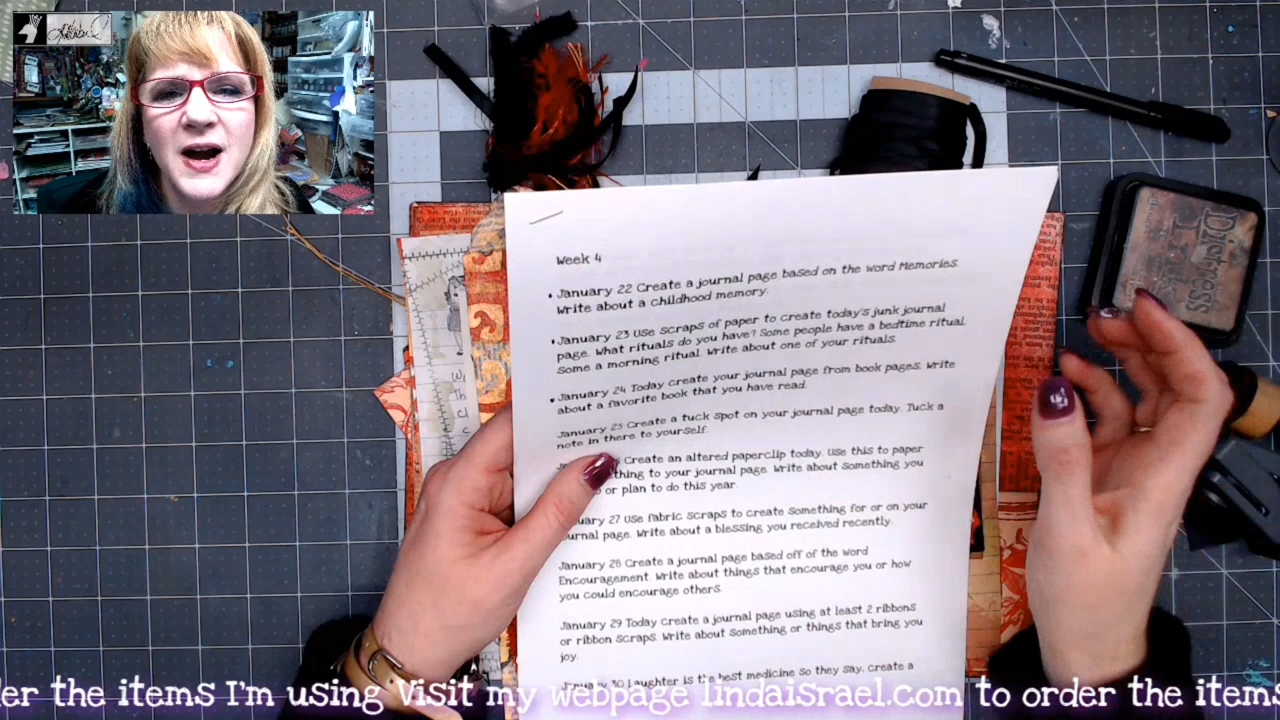 Week 4
• January 22 Create a journal page based on the word Memories.
Write about a childhood memory.
• January 23 Use scraps of paper to create today's junk journal
page. What rituals do you have? Some people have a bedtime ritual.
Some a morning ritual. Write about one of your rituals.
• January 24 Today create your journal page from book pages. Write
about a favorite book that you have read.
January 25 Create a tuck spot on your journal page today. Tuck a
note in there to yourself.
Create an altered paperclip today. Use this to paper
thing to your journal page. Write about something you
or plan to do this year.
uary 27 Use fabric scraps to create something for or on your
ournal page. Write about a blessing you received recently.
January 28 Create a journal page based off of the word
Encouragement. Write about things that encourage you or how
you could encourage others.
January 29 Today create a journal page using at least 2 ribbons
or ribbon scraps. Write about something or things that bring you
joy.
January 30 Laughter is the best medicine so they say, create a
Distress
der the items I'm using Visit my webpage lindaisrael.com to order the items